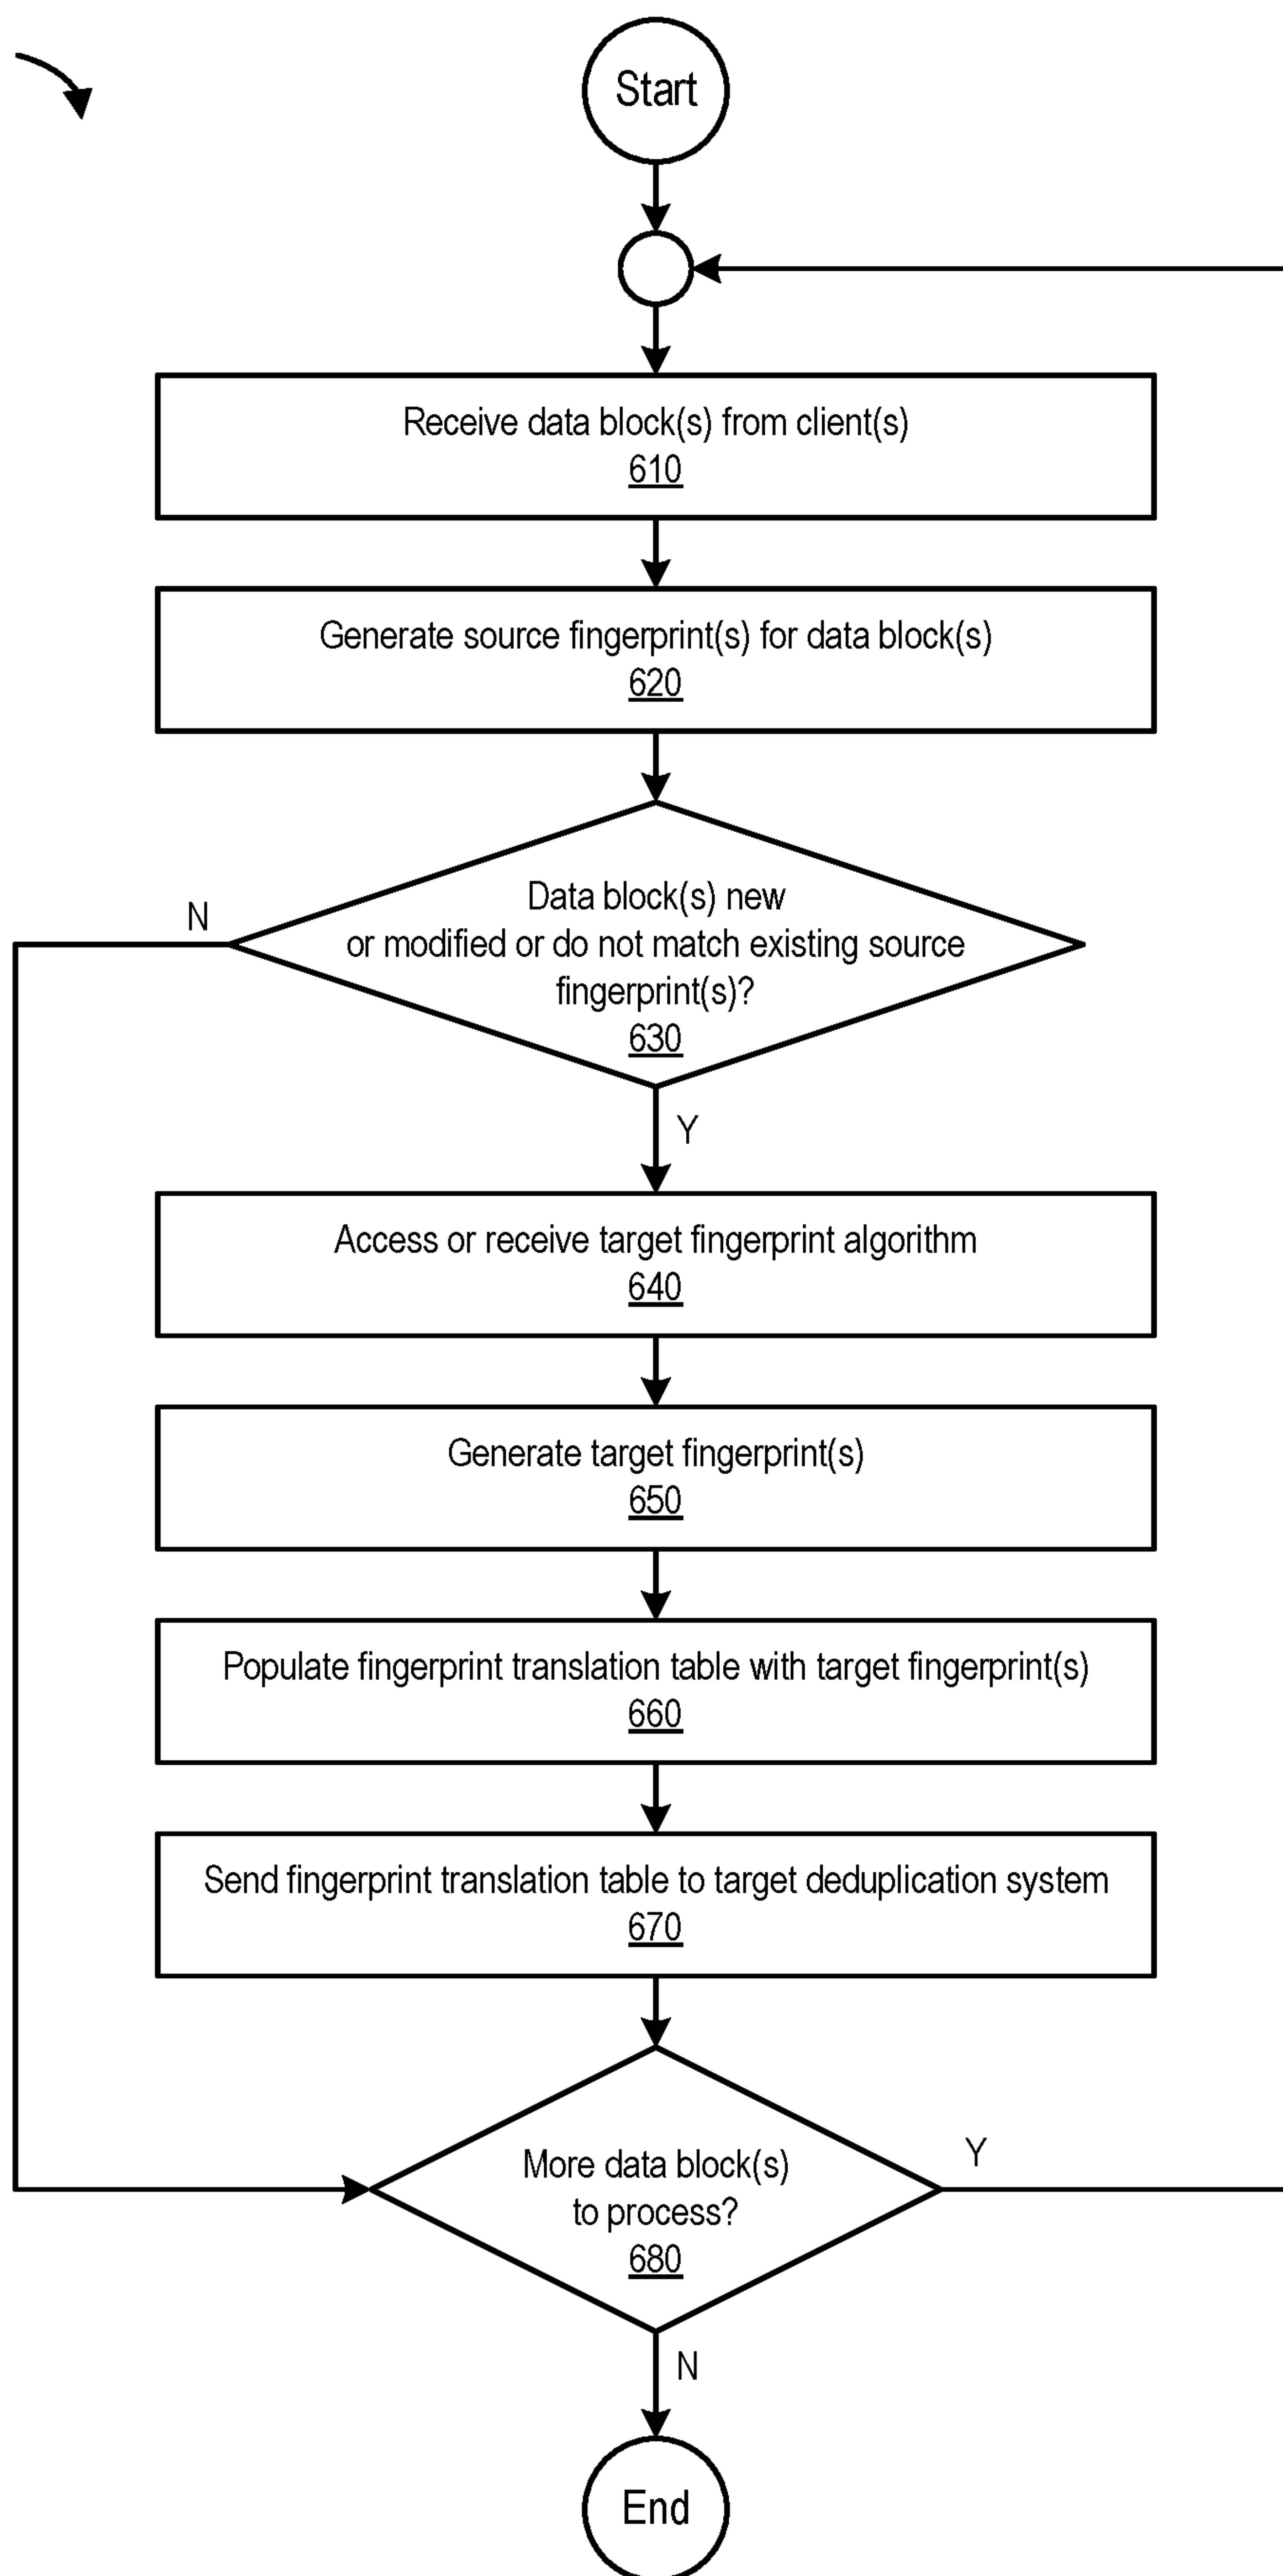 Start
Receive data block(s) from client(s)
610
Generate source fingerprint(s) for data block(s)
620
Data block(s) new
or modified or do not match existing source
fingerprint(s)?
630
N
Y
Access or receive target fingerprint algorithm
640
Generate target fingerprint(s)
650
Populate fingerprint translation table with target fingerprint(s)
660
Send fingerprint translation table to target deduplication system
670
More data block(s)
to process?
680
Y
N
End